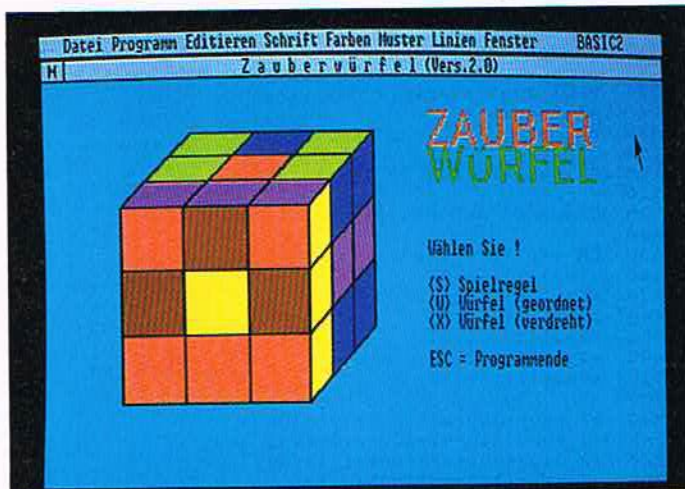 Datei Programm Editieren Schrift Farben Muster Linien Fenster BASIC2
Zauberwürfel (Vers.2.0)
ZAUBER
WÜRFEL
Wählen Sie !
(S) Spielregel
(U) Würfel (geordnet)
(X) Würfel (verdreht)
ESC = Programmende